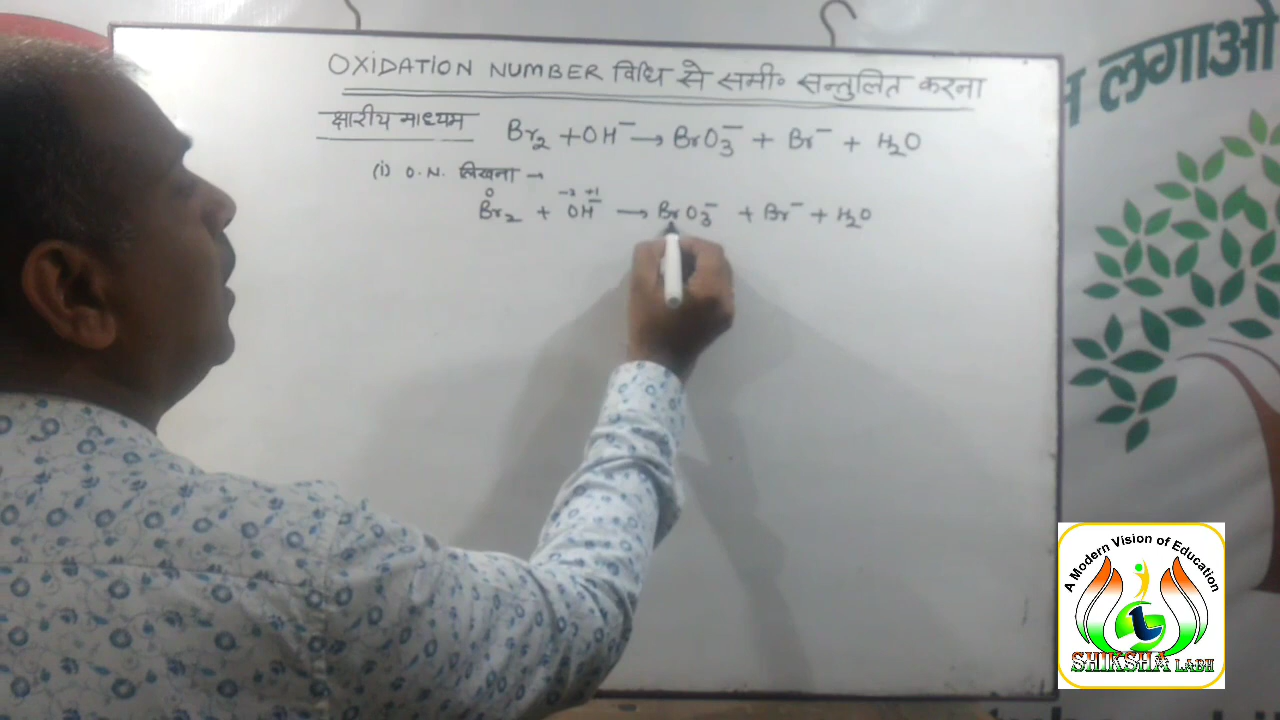 OXIDATION NUMBER विधि से समी० सन्तुलित करना
क्षारीय माध्यम Br₂ + OH⁻ → BrO₃⁻ + Br⁻ + H₂O
(i) O.N. लिखना →
0 -2 +1
Br₂ + OH⁻ → BrO₃⁻ + Br⁻ + H₂O
लगाओ
A Modern Vision of Education
SHIKSHA LABH